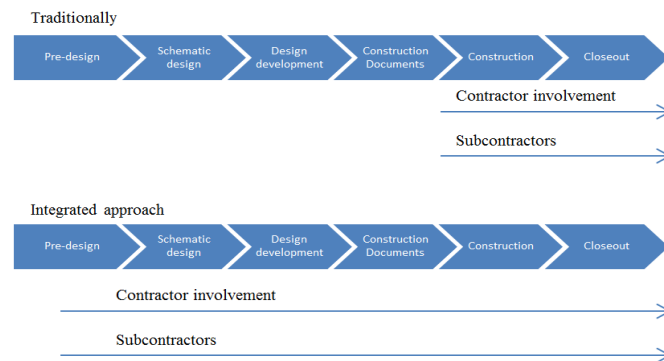 Traditionally
Pre-design
Schematic
design
Design
development
Construction
Documents
Construction
Closeout
Contractor involvement
Subcontractors
Integrated approach
Pre-design
Schematic
design
Design
development
Construction
Documents
Construction
Closeout
Contractor involvement
Subcontractors